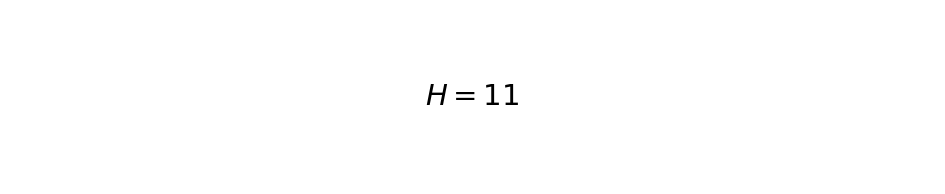 H = 11